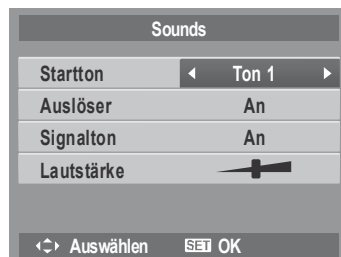 Sounds
Startton Ton 1
Auslöser An
Signalton An
Lautstärke
Auswählen SET OK